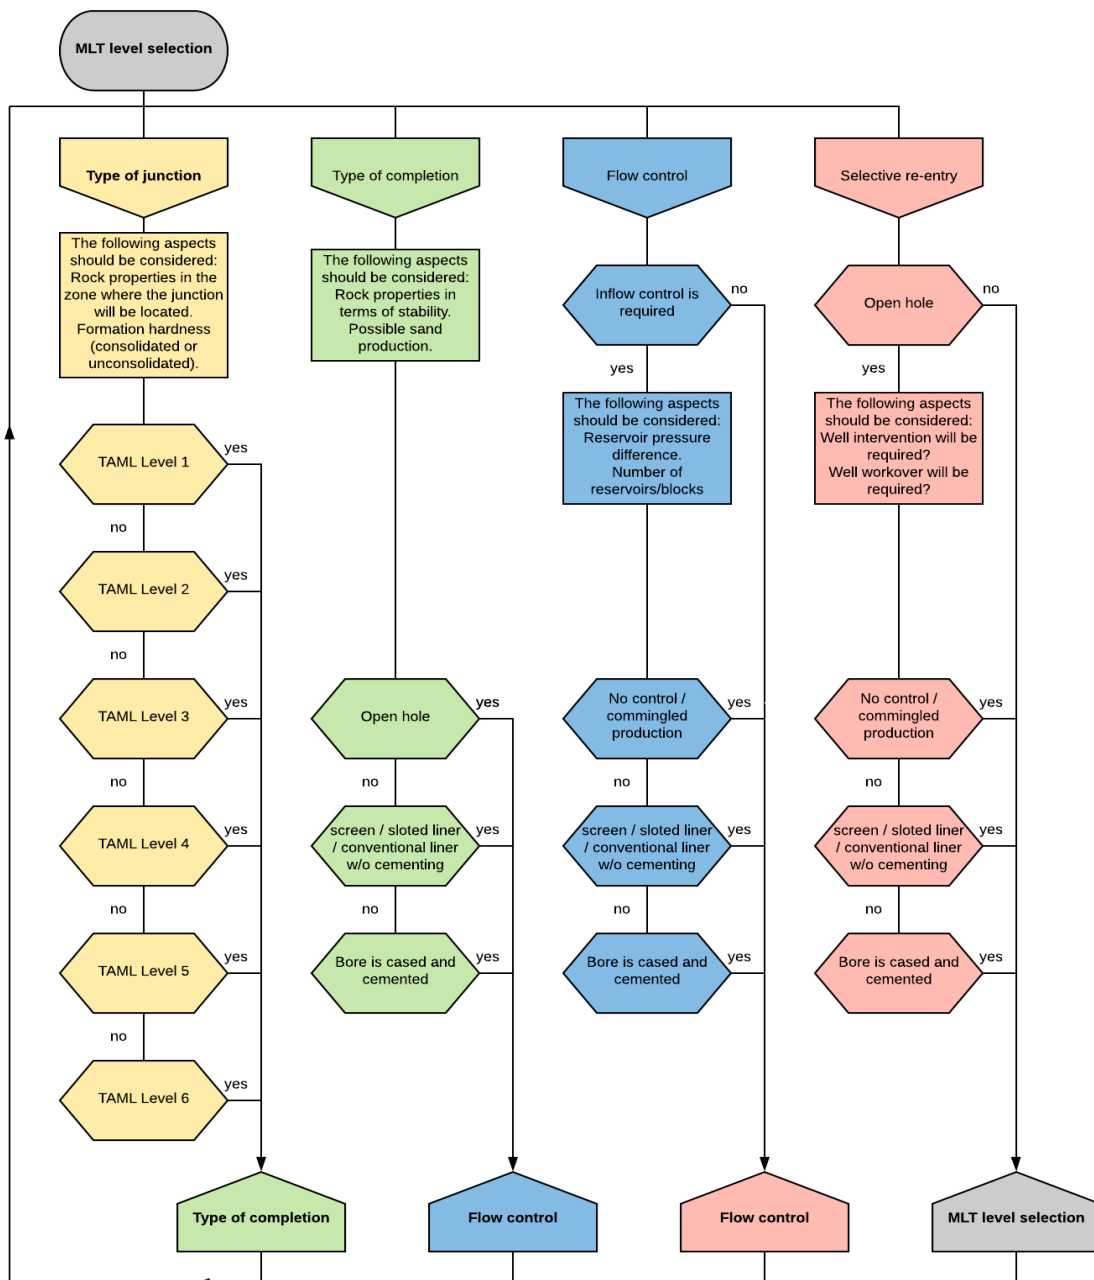 MLT level selection
Type of junction
The following aspects
should be considered:
Rock properties in the
zone where the junction
will be located.
Formation hardness
(consolidated or
unconsolidated).
TAML Level 1
yes
no
TAML Level 2
yes
no
TAML Level 3
yes
no
TAML Level 4
yes
no
TAML Level 5
yes
no
TAML Level 6
yes
Type of completion
Type of completion
The following aspects
should be considered:
Rock properties in
terms of stability.
Possible sand
production.
Open hole
yes
no
screen / sloted liner
/ conventional liner
w/o cementing
yes
no
Bore is cased and
cemented
yes
Flow control
Flow control
Inflow control is
required
no
yes
The following aspects
should be considered:
Reservoir pressure
difference.
Number of
reservoirs/blocks
No control /
commingled
production
yes
no
screen / sloted liner
/ conventional liner
w/o cementing
yes
no
Bore is cased and
cemented
yes
Flow control
Selective re-entry
Open hole
no
yes
The following aspects
should be considered:
Well intervention will be
required?
Well workover will be
required?
No control /
commingled
production
yes
no
screen / sloted liner
/ conventional liner
w/o cementing
yes
no
Bore is cased and
cemented
yes
MLT level selection